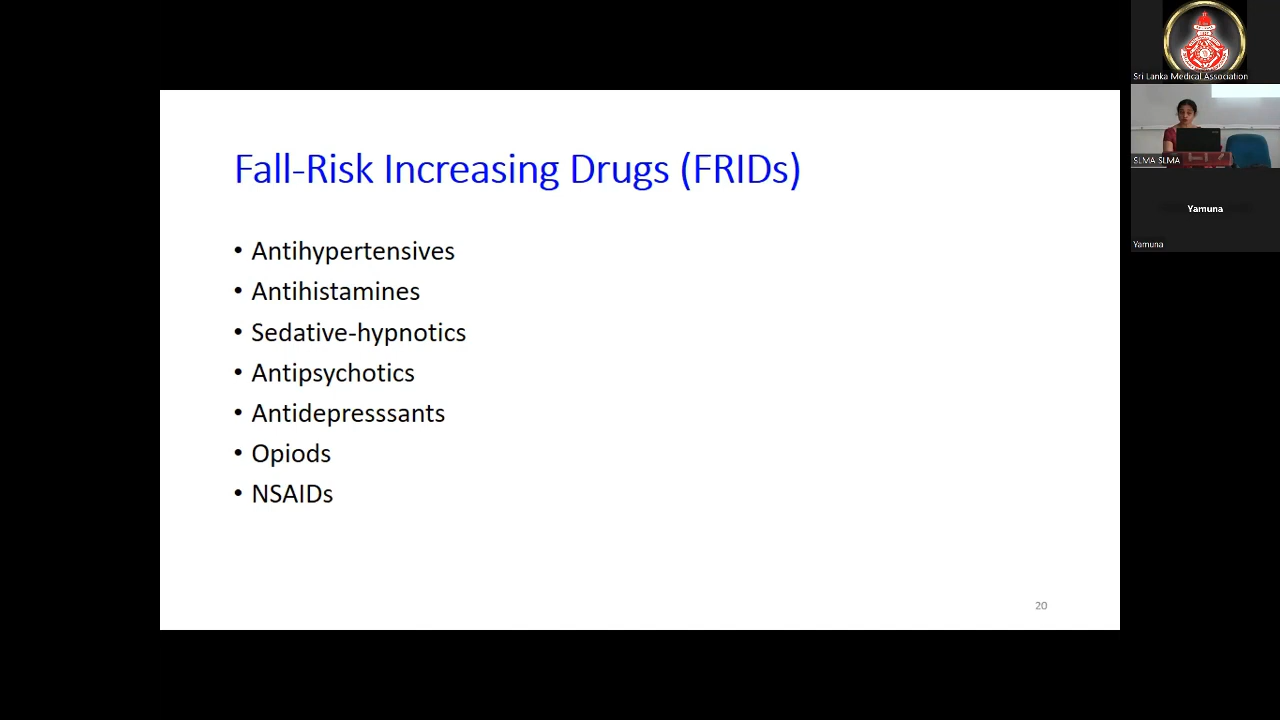 Fall-Risk Increasing Drugs (FRIDs)
• Antihypertensives
• Antihistamines
• Sedative-hypnotics
• Antipsychotics
• Antidepresssants
• Opiods
• NSAIDs
20
Sri Lanka Medical Association
SLMA SLMA
Yamuna
Yamuna